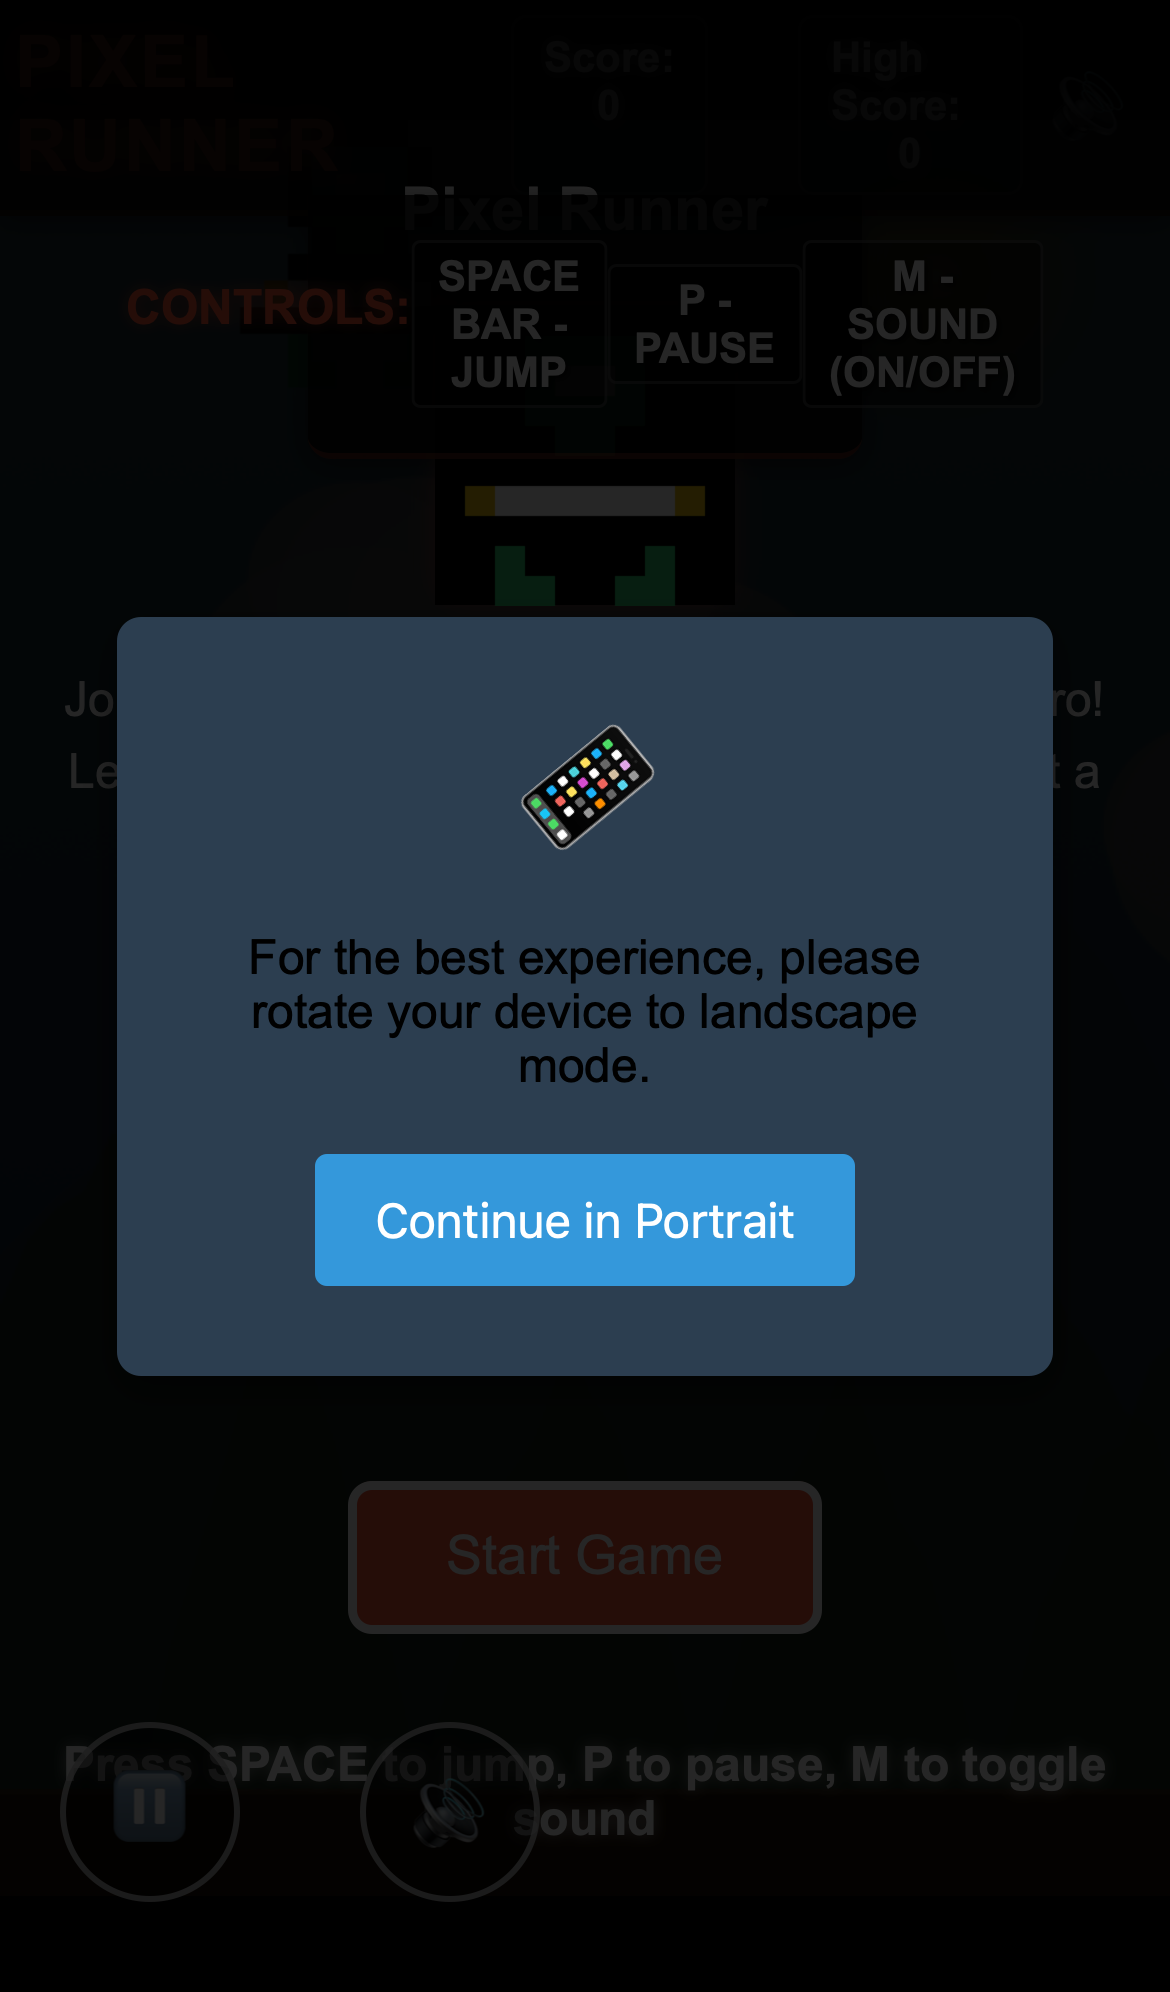 PIXEL
RUNNER
Score:
0
High
Score:
0
Pixel Runner
CONTROLS:
SPACE
BAR -
JUMP
P -
PAUSE
M -
SOUND
(ON/OFF)
Jo
ro!
Le
t a
For the best experience, please
rotate your device to landscape
mode.
Continue in Portrait
Start Game
Press SPACE to jump, P to pause, M to toggle
sound